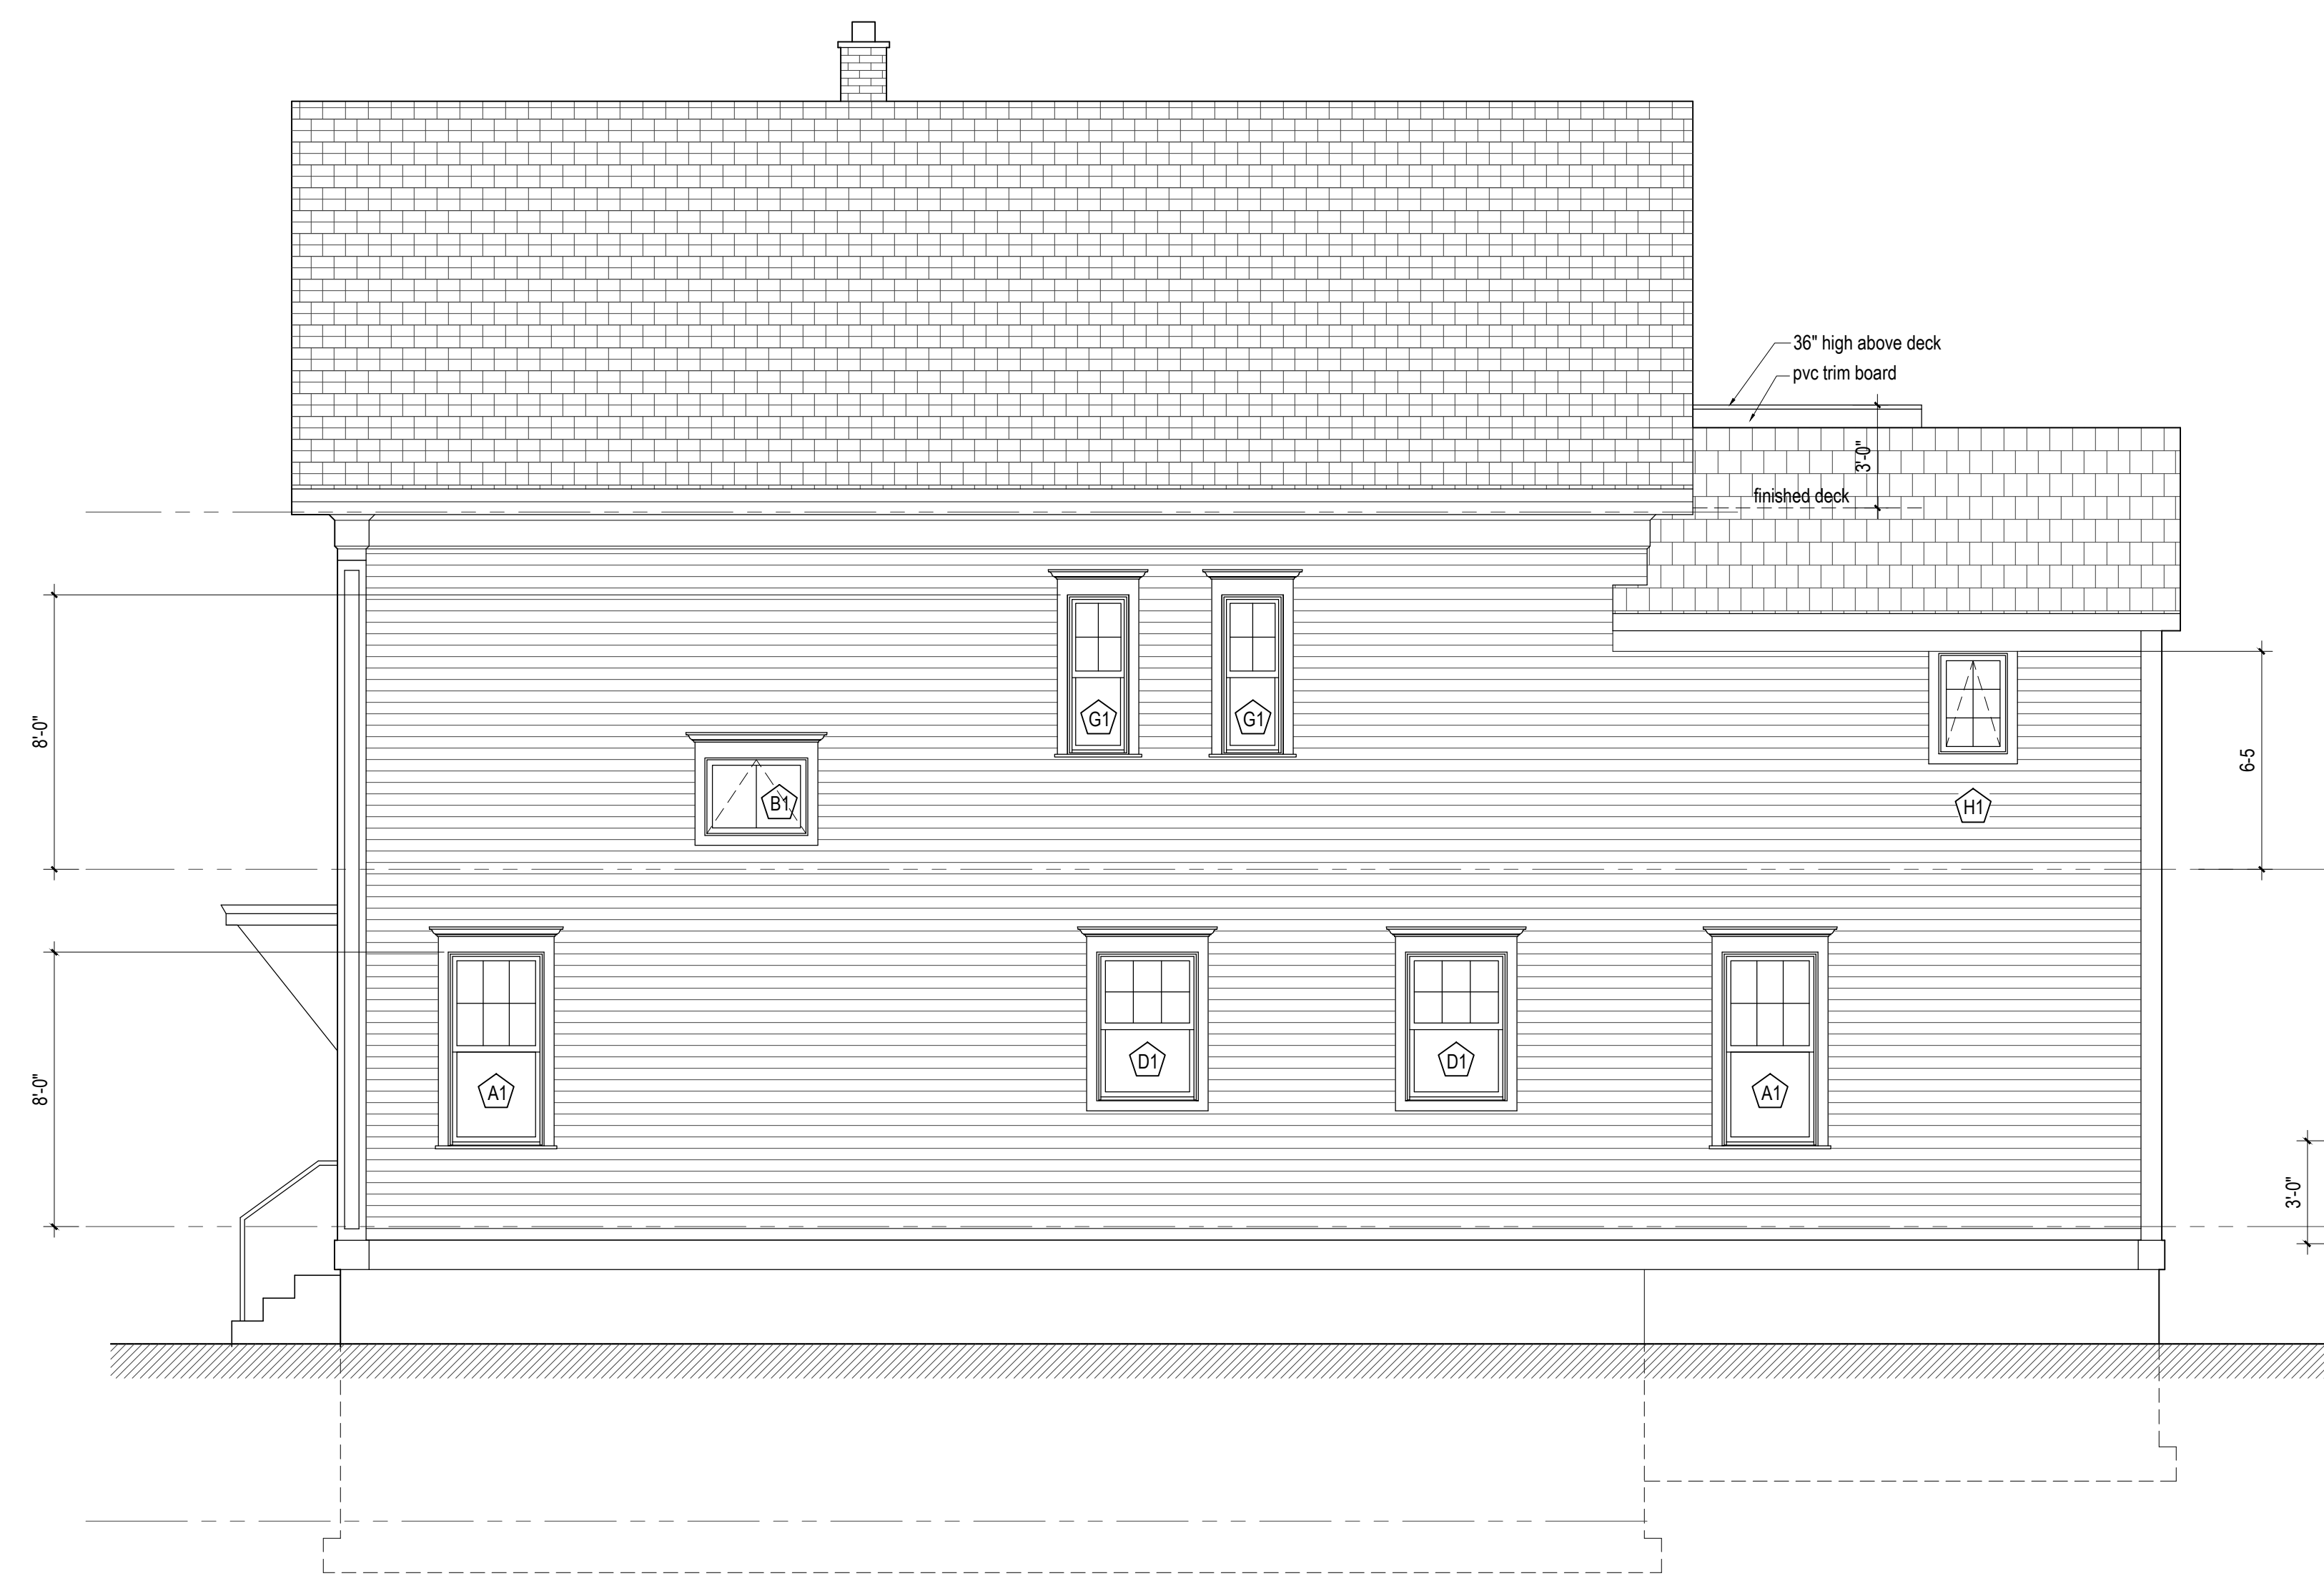 36" high above deck
pvc trim board
3'-0"
finished deck
8'-0"
G1
G1
6-5
B1
H1
8'-0"
D1
D1
A1
A1
3'-0"